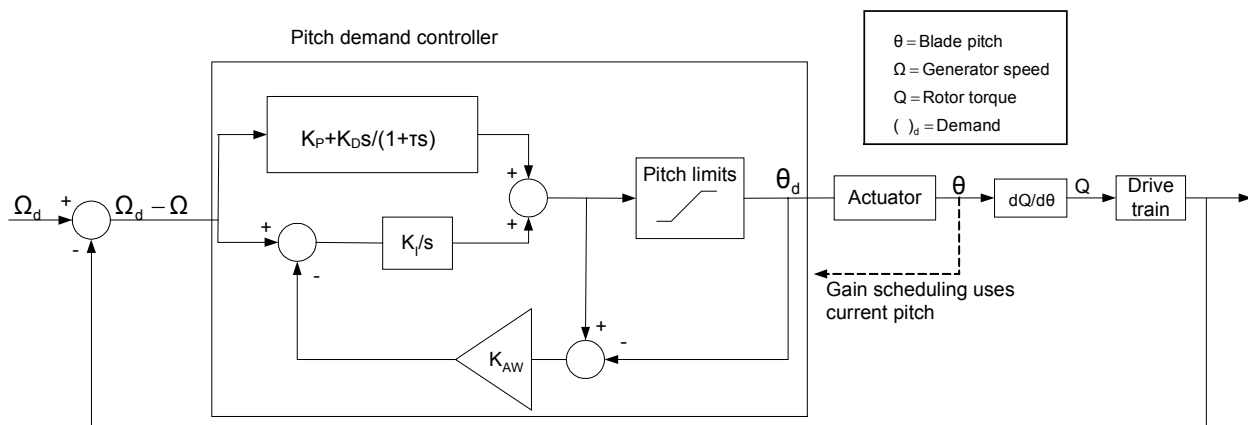 Pitch demand controller
θ = Blade pitch
Ω = Generator speed
Q = Rotor torque
( )d = Demand
KP+KDs/(1+τs)
Ωd
+
-
Ωd – Ω
+
-
KI/s
+
+
Pitch limits
θd
Actuator
θ
dQ/dθ
Q
Drive
train
Gain scheduling uses
current pitch
KAW
+
-